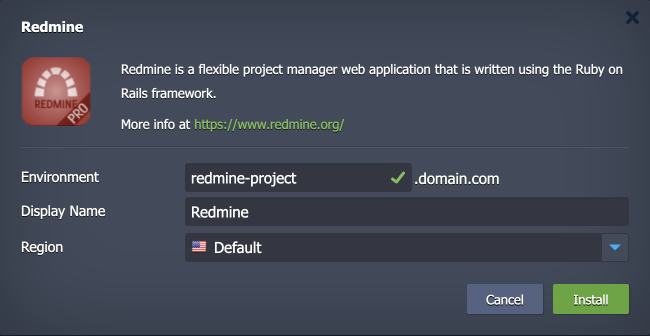 Redmine
REDMINE
PRO
Redmine is a flexible project manager web application that is written using the Ruby on
Rails framework.
More info at https://www.redmine.org/
Environment redmine-project .domain.com
Display Name Redmine
Region Default
Cancel Install